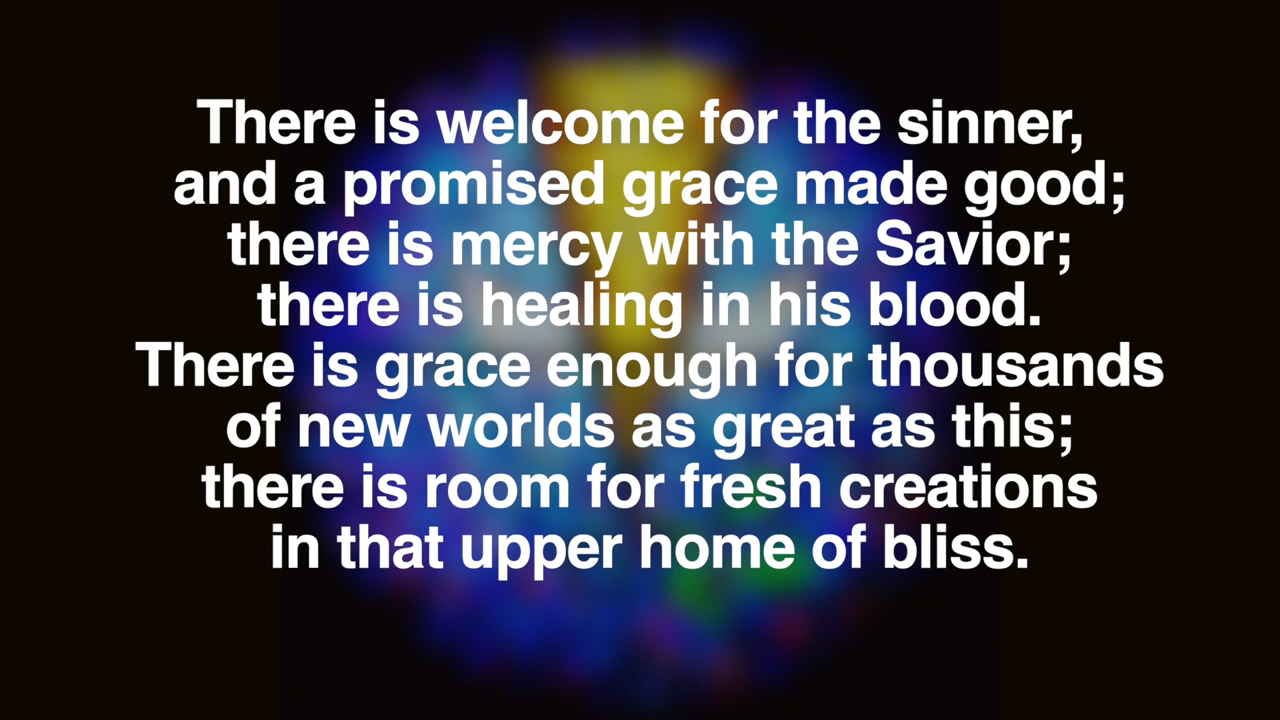 There is welcome for the sinner,
and a promised grace made good;
there is mercy with the Savior;
there is healing in his blood.
There is grace enough for thousands
of new worlds as great as this;
there is room for fresh creations
in that upper home of bliss.